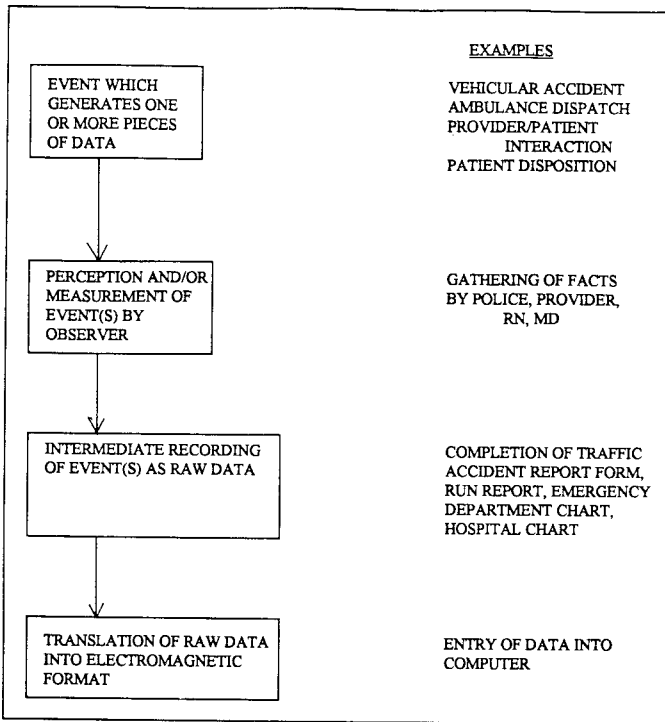 EXAMPLES
EVENT WHICH
GENERATES ONE
OR MORE PIECES
OF DATA
VEHICULAR ACCIDENT
AMBULANCE DISPATCH
PROVIDER/PATIENT
INTERACTION
PATIENT DISPOSITION
PERCEPTION AND/OR
MEASUREMENT OF
EVENT(S) BY
OBSERVER
GATHERING OF FACTS
BY POLICE, PROVIDER,
RN, MD
INTERMEDIATE RECORDING
OF EVENT(S) AS RAW DATA
COMPLETION OF TRAFFIC
ACCIDENT REPORT FORM,
RUN REPORT, EMERGENCY
DEPARTMENT CHART,
HOSPITAL CHART
TRANSLATION OF RAW DATA
INTO ELECTROMAGNETIC
FORMAT
ENTRY OF DATA INTO
COMPUTER